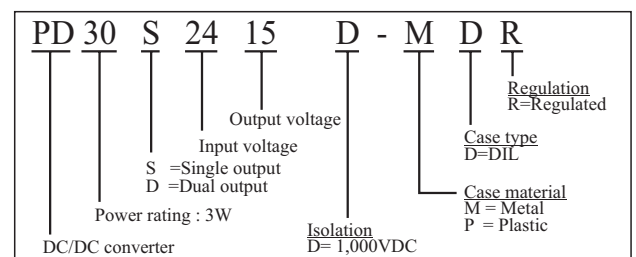 PD 30 S 24 15 D - M D R
Regulation
R=Regulated
Output voltage
Case type
D=DIL
Input voltage
S =Single output
D =Dual output
Case material
M = Metal
P = Plastic
Power rating : 3W
Isolation
D= 1,000VDC
DC/DC converter